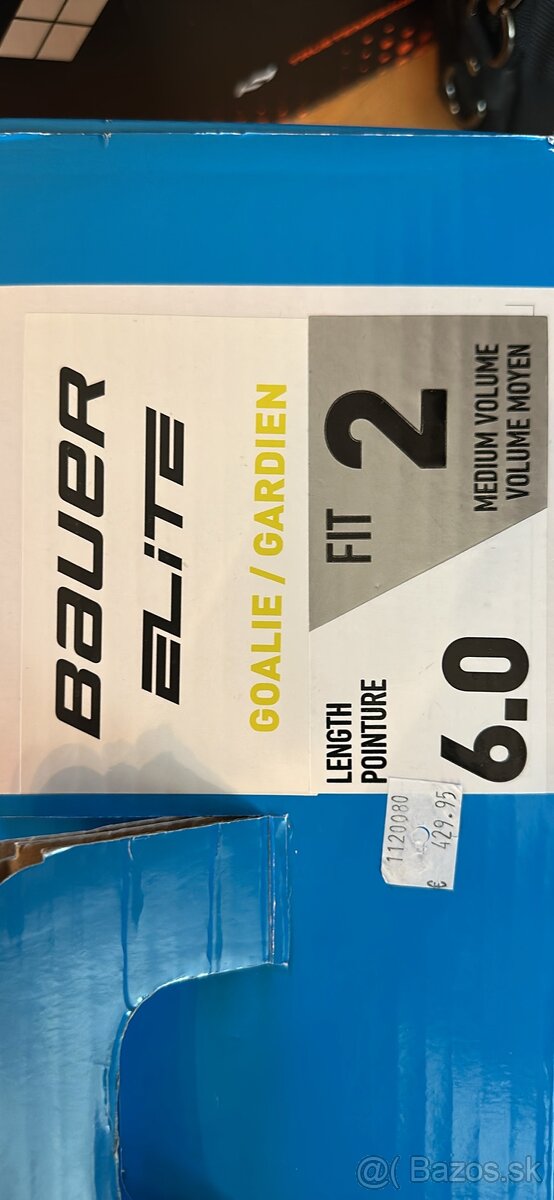 BAUER
ELITE
GOALIE / GARDIEN
FIT 2
MEDIUM VOLUME
VOLUME MOYEN
LENGTH
POINTURE
6.0
1120080
€ 429.95
@( Bazos.sk